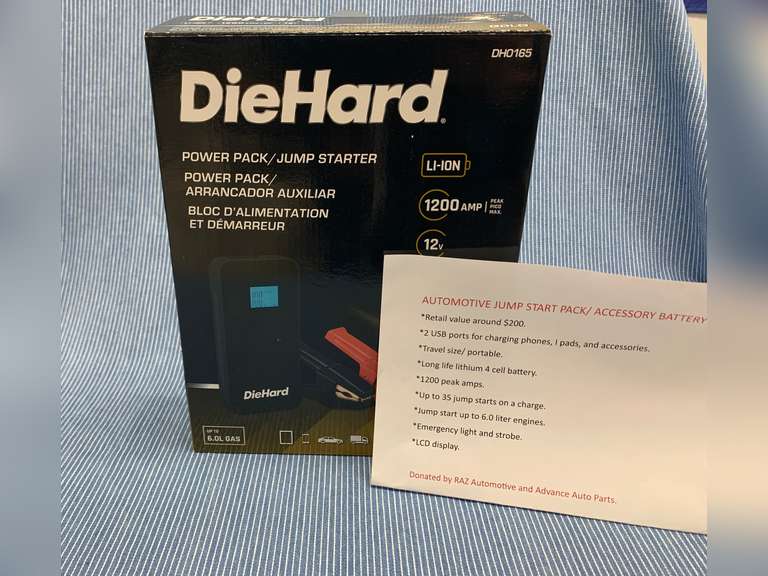 DH0165
DieHard
POWER PACK/JUMP STARTER
POWER PACK/
ARRANCADOR AUXILIAR
BLOC D'ALIMENTATION
ET DÉMARREUR
LI-ION
1200 AMP PEAK
PICO
MAX.
12V
DieHard
UP TO
6.0L GAS
AUTOMOTIVE JUMP START PACK/ ACCESSORY BATTERY
*Retail value around $200.
*2 USB ports for charging phones, I pads, and accessories.
*Travel size/ portable.
*Long life lithium 4 cell battery.
*1200 peak amps.
*Up to 35 jump starts on a charge.
*Jump start up to 6.0 liter engines.
*Emergency light and strobe.
*LCD display.
Donated by RAZ Automotive and Advance Auto Parts.